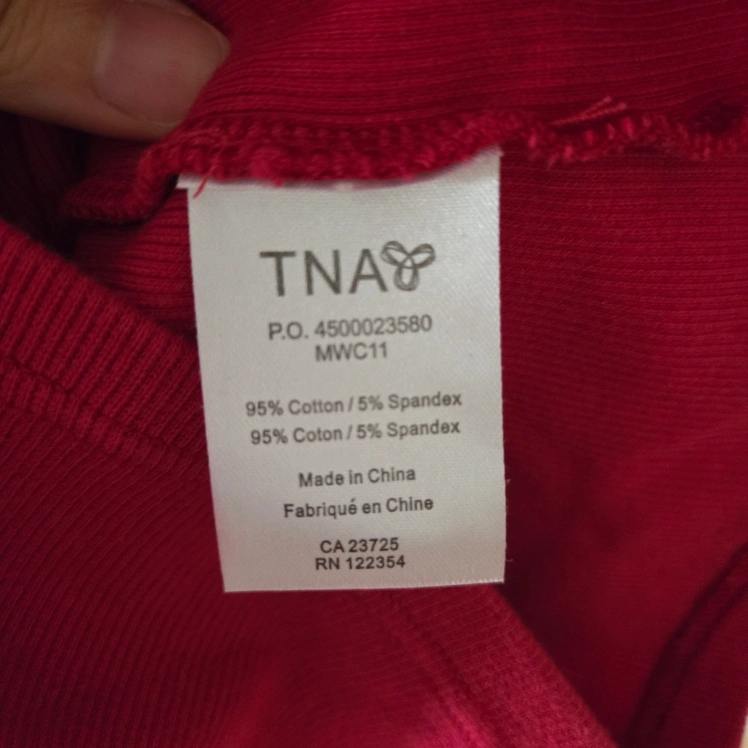 TNA
P.O. 4500023580
MWC11
95% Cotton / 5% Spandex
95% Coton / 5% Spandex
Made in China
Fabriqué en Chine
CA 23725
RN 122354